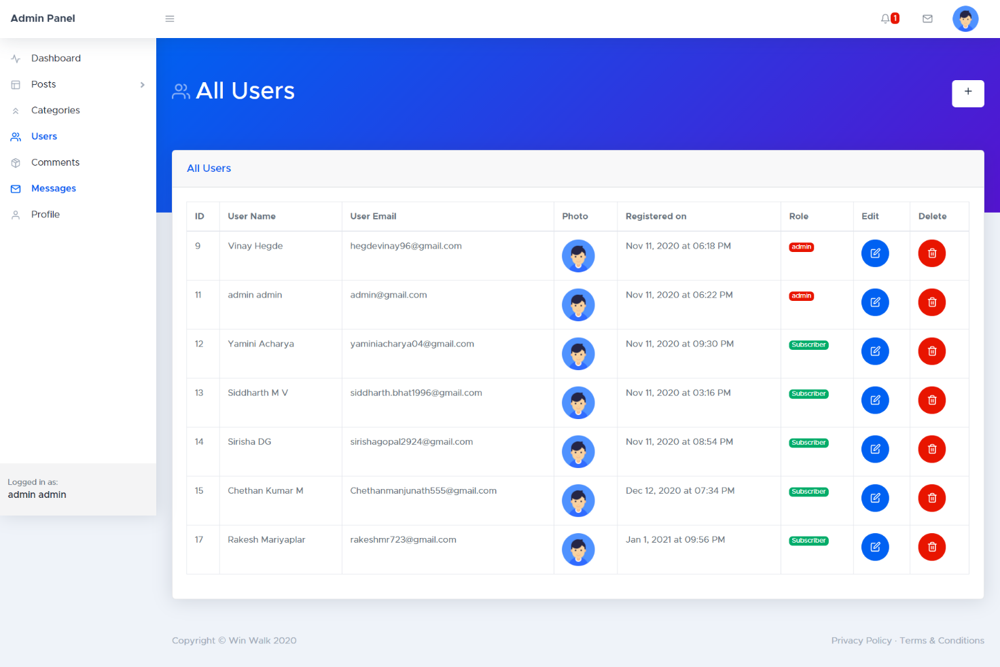 Admin Panel
1
Dashboard
Posts
Categories
Users
Comments
Messages
Profile
Logged in as:
admin admin
All Users
+
All Users
ID User Name User Email Photo Registered on Role Edit Delete
9 Vinay Hegde hegdevinay96@gmail.com Nov 11, 2020 at 06:18 PM admin
11 admin admin admin@gmail.com Nov 11, 2020 at 06:22 PM admin
12 Yamini Acharya yaminiacharya04@gmail.com Nov 11, 2020 at 09:30 PM Subscriber
13 Siddharth M V siddharth.bhat1996@gmail.com Nov 11, 2020 at 03:16 PM Subscriber
14 Sirisha DG sirishagopal2924@gmail.com Nov 11, 2020 at 08:54 PM Subscriber
15 Chethan Kumar M Chethanmanjunath555@gmail.com Dec 12, 2020 at 07:34 PM Subscriber
17 Rakesh Mariyaplar rakeshmr723@gmail.com Jan 1, 2021 at 09:56 PM Subscriber
Copyright © Win Walk 2020
Privacy Policy · Terms & Conditions